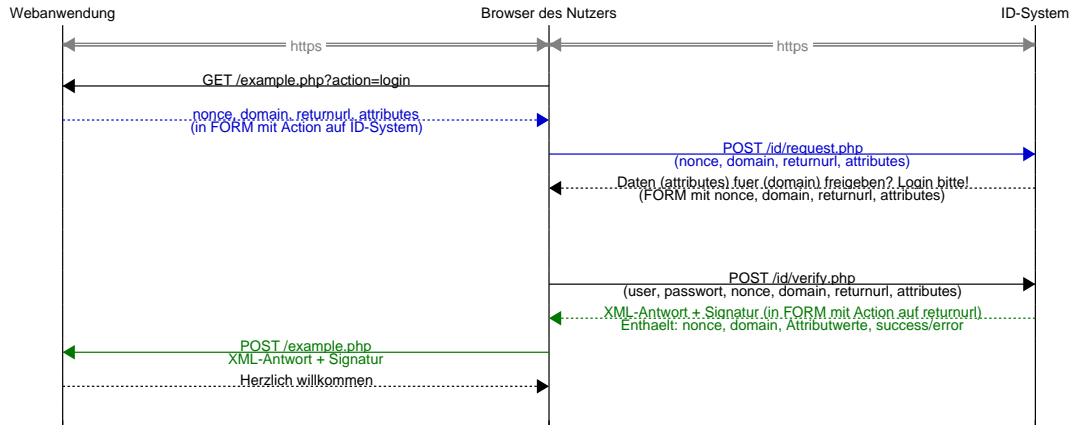 Webanwendung
Browser des Nutzers
ID-System
https
https
GET /example.php?action=login
nonce, domain, returnurl, attributes
(in FORM mit Action auf ID-System)
POST /id/request.php
(nonce, domain, returnurl, attributes)
Daten (attributes) fuer (domain) freigeben? Login bitte!
(FORM mit nonce, domain, returnurl, attributes)
POST /id/verify.php
(user, passwort, nonce, domain, returnurl, attributes)
XML-Antwort + Signatur (in FORM mit Action auf returnurl)
Enthaelt: nonce, domain, Attributwerte, success/error
POST /example.php
XML-Antwort + Signatur
Herzlich willkommen